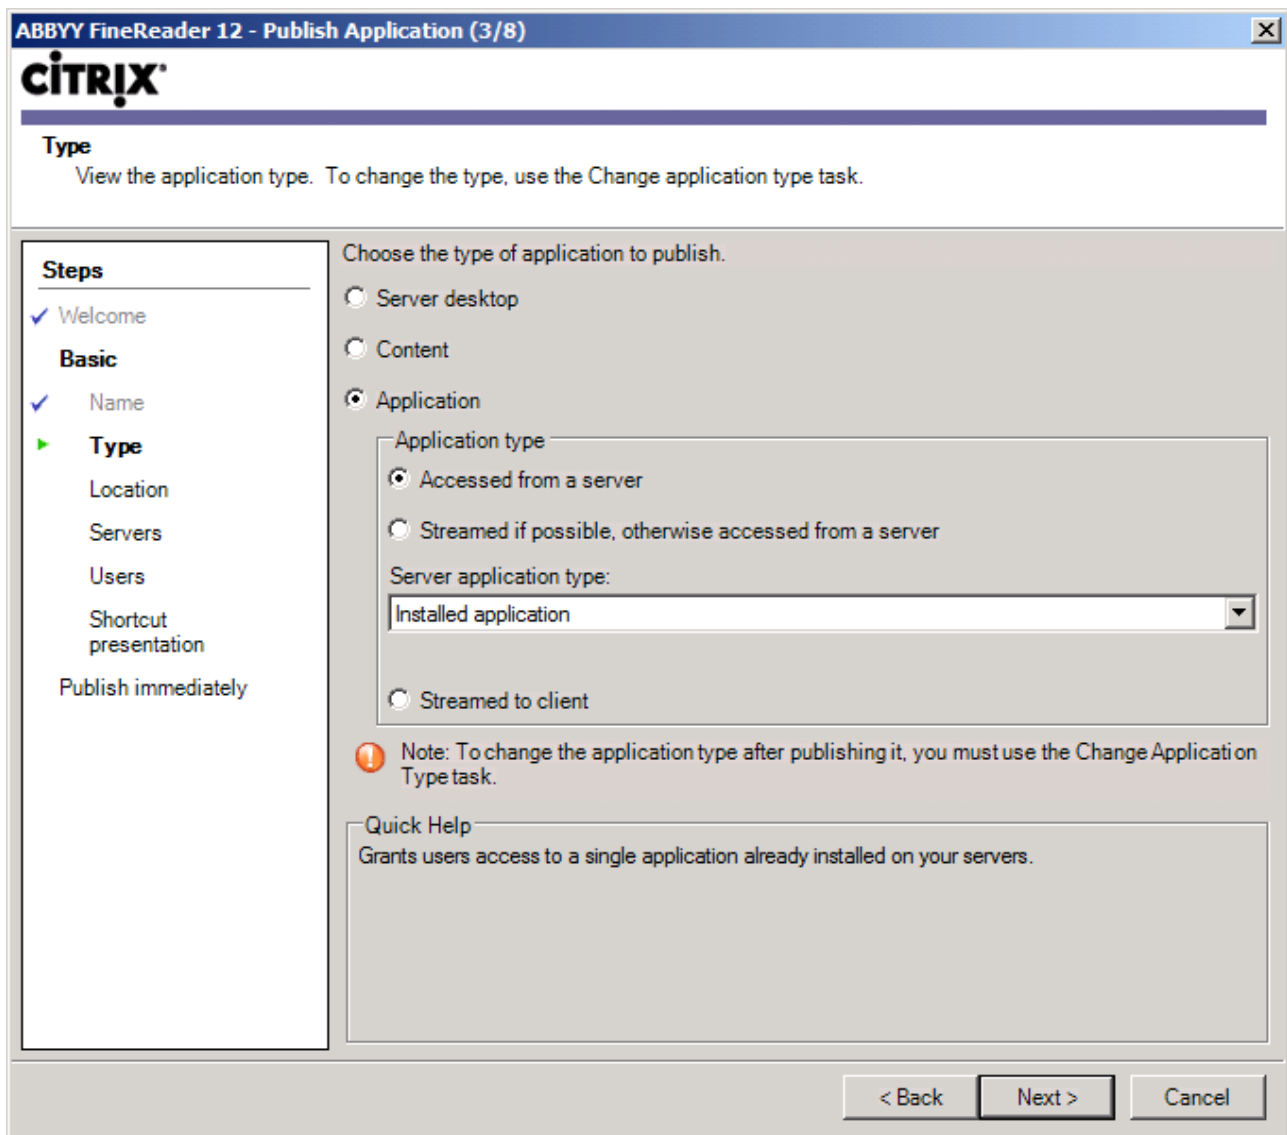 ABBYY FineReader 12 - Publish Application (3/8)
CİTRIX
Type
View the application type. To change the type, use the Change application type task.
Steps
Welcome
Basic
Name
Type
Location
Servers
Users
Shortcut
presentation
Publish immediately
Choose the type of application to publish.
Server desktop
Content
Application
Application type
Accessed from a server
Streamed if possible, otherwise accessed from a server
Server application type:
Installed application
Streamed to client
Note: To change the application type after publishing it, you must use the Change Application
Type task.
Quick Help
Grants users access to a single application already installed on your servers.
< Back
Next >
Cancel